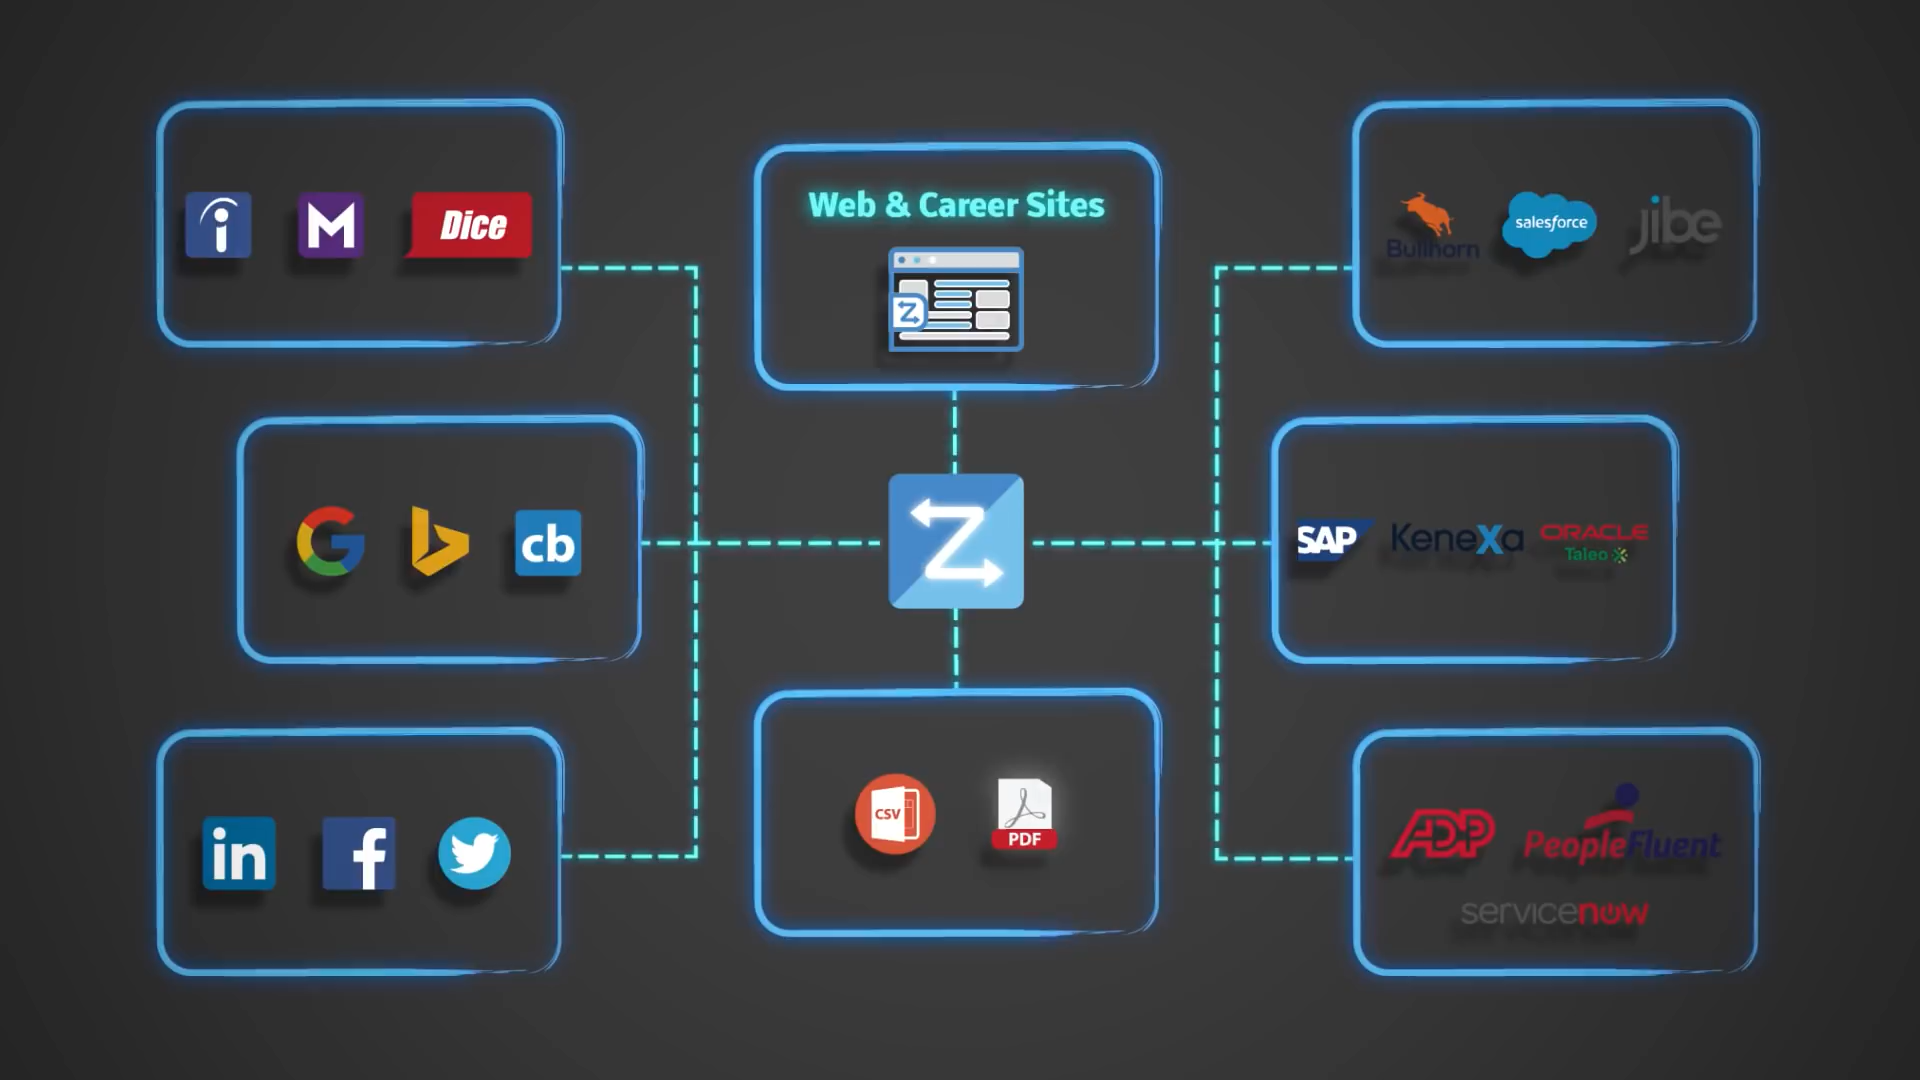 Dice
cb
in
f
Web & Career Sites
Z
Z
CSV
PDF
Bullhorn
salesforce
jibe
SAP
Kenexa
ORACLE
Taleo
ADP
PeopleFluent
servicenow